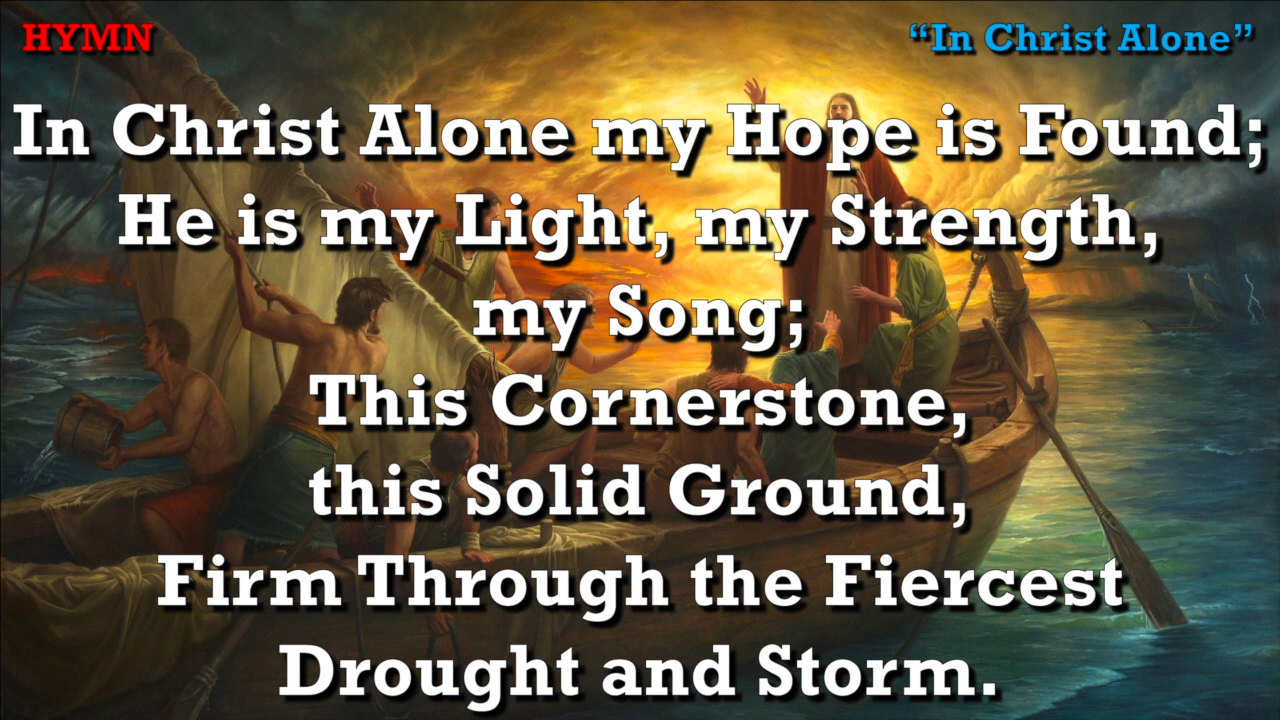 HYMN
“In Christ Alone”
In Christ Alone my Hope is Found;
He is my Light, my Strength,
my Song;
This Cornerstone,
this Solid Ground,
Firm Through the Fiercest
Drought and Storm.